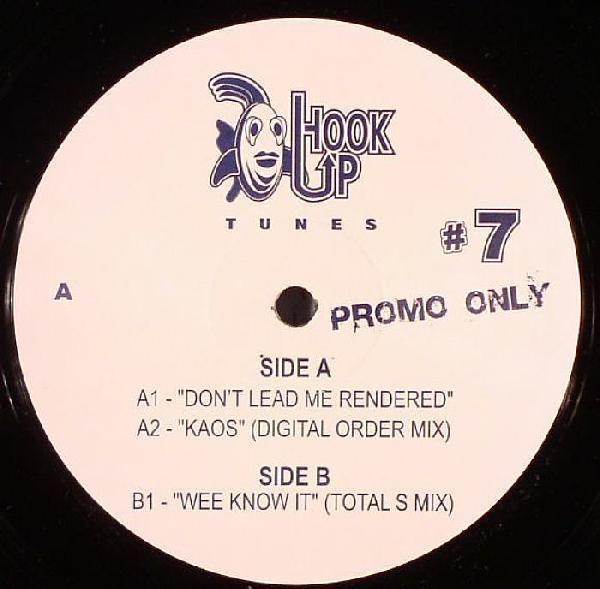 HOOK
UP
TUNES
#7
A
PROMO ONLY
SIDE A
A1 - "DON'T LEAD ME RENDERED"
A2 - "KAOS" (DIGITAL ORDER MIX)
SIDE B
B1 - "WEE KNOW IT" (TOTAL S MIX)